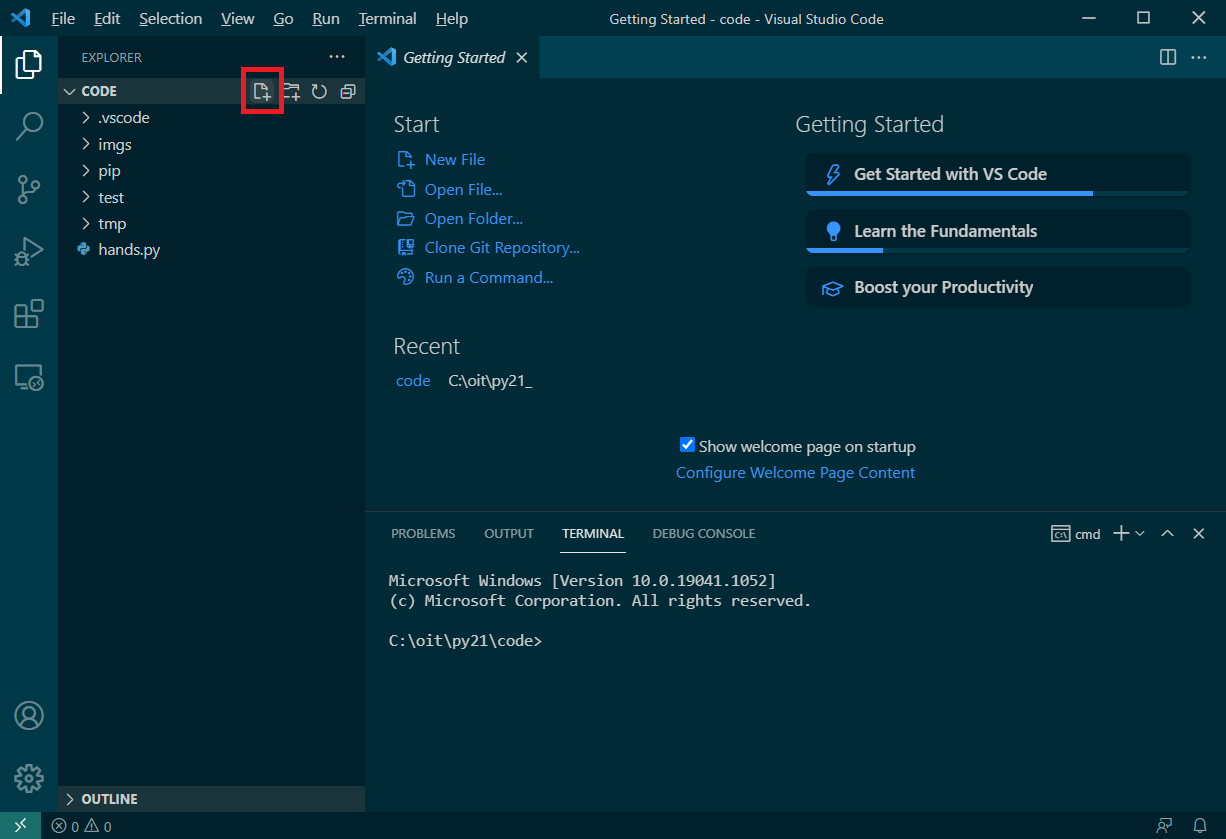 File Edit Selection View Go Run Terminal Help
Getting Started - code - Visual Studio Code
EXPLORER
CODE
.vscode
imgs
pip
test
tmp
hands.py
OUTLINE
Getting Started
Start
New File
Open File...
Open Folder...
Clone Git Repository...
Run a Command...
Recent
code C:\oit\py21_
Getting Started
Get Started with VS Code
Learn the Fundamentals
Boost your Productivity
Show welcome page on startup
Configure Welcome Page Content
PROBLEMS OUTPUT TERMINAL DEBUG CONSOLE
cmd
Microsoft Windows [Version 10.0.19041.1052]
(c) Microsoft Corporation. All rights reserved.
C:\oit\py21\code>
0 0